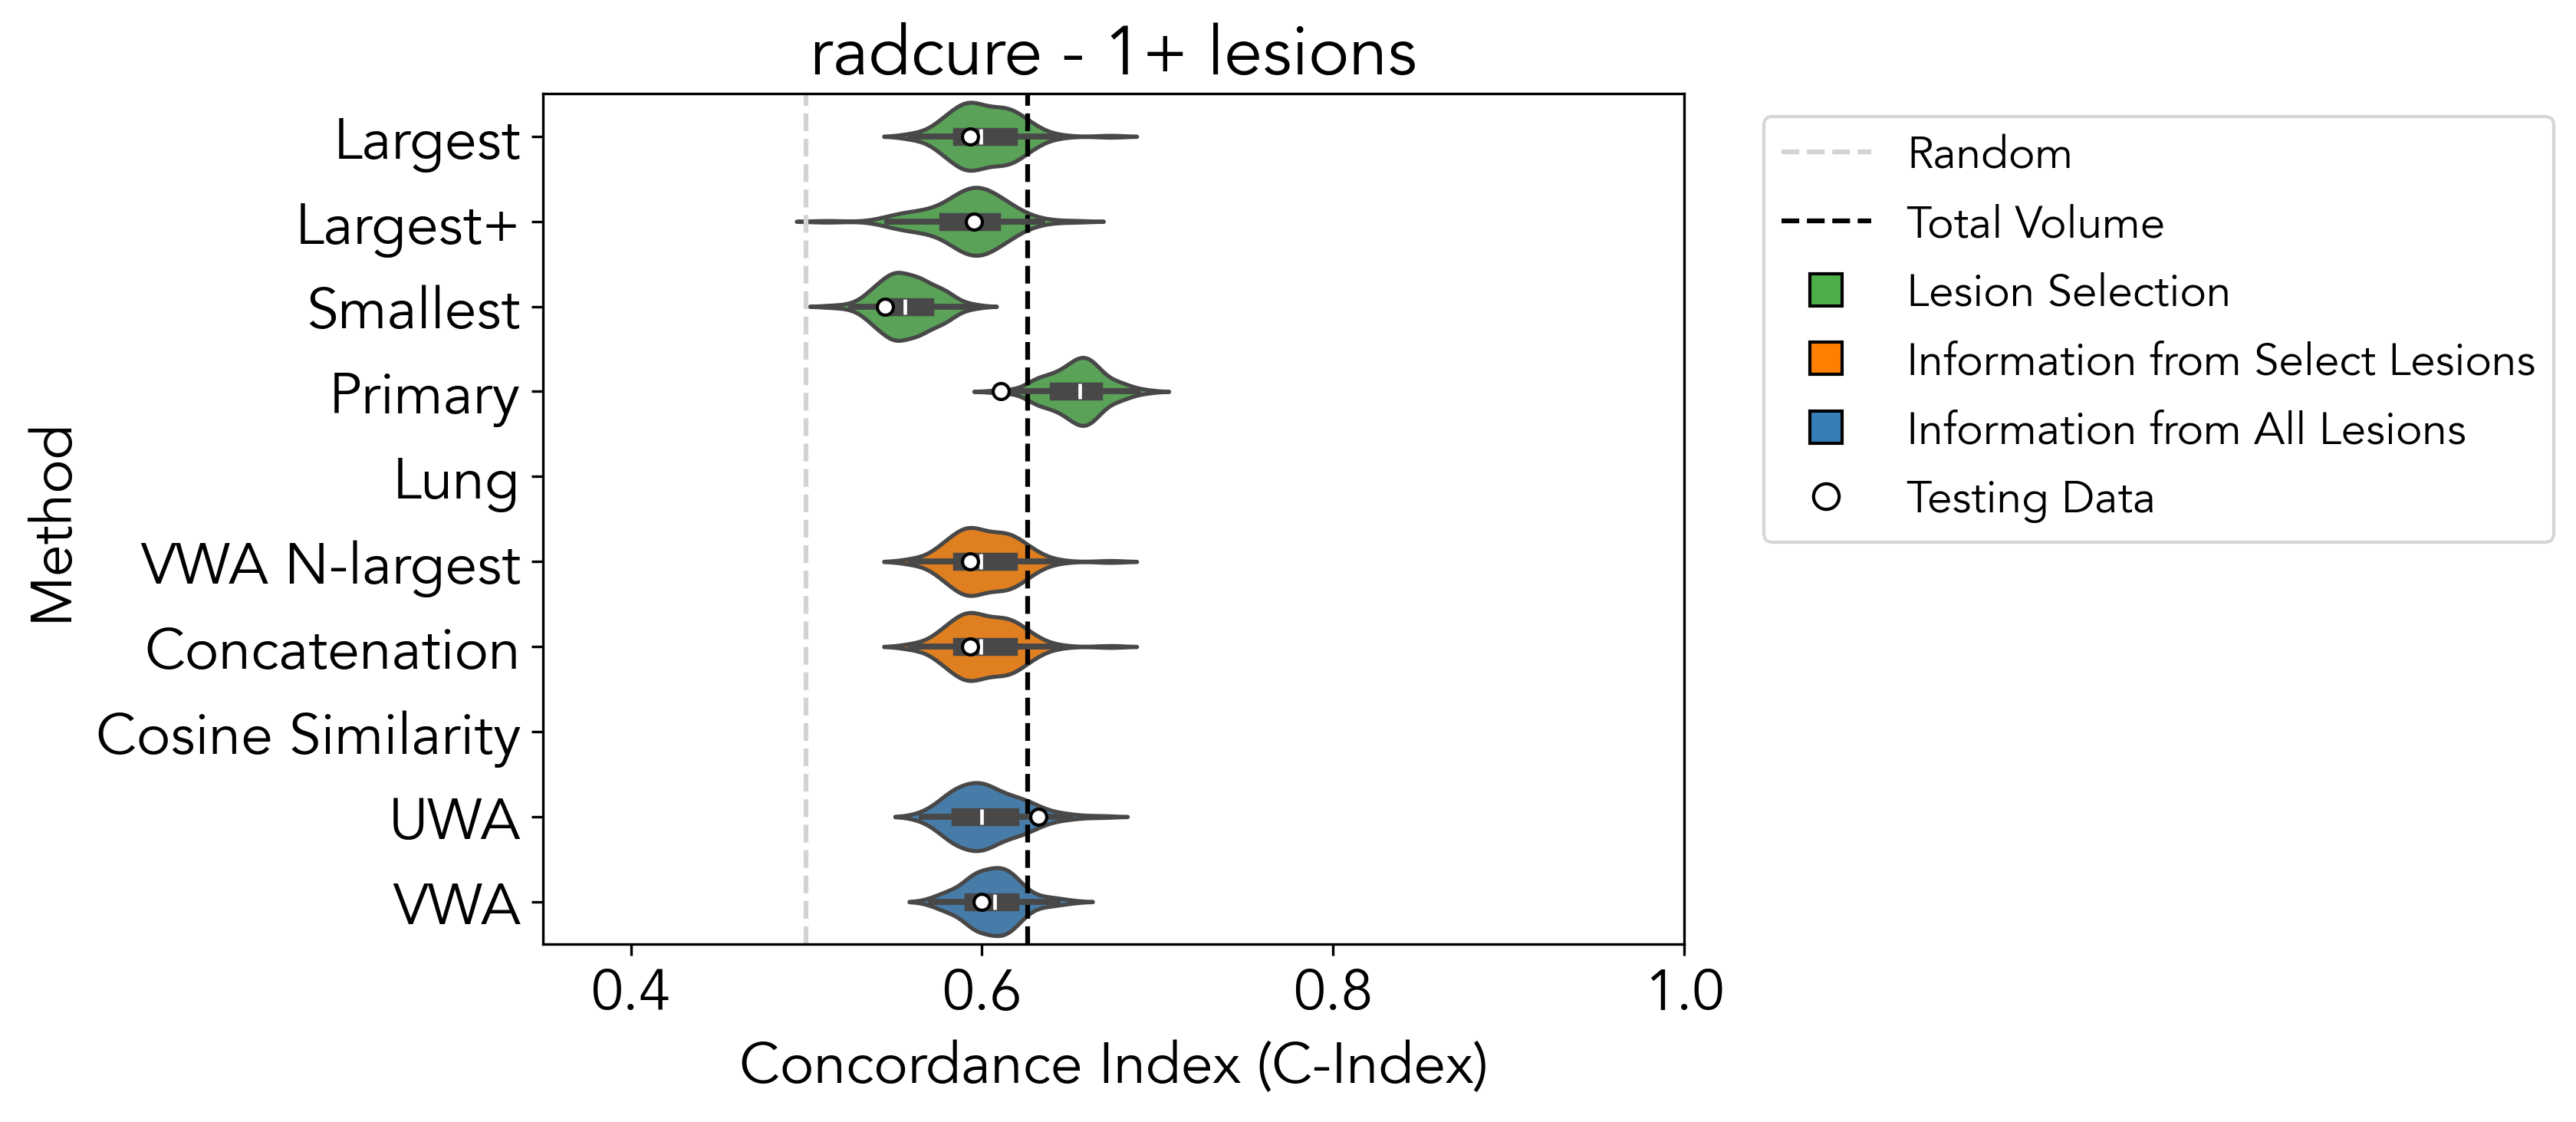 radcure - 1+ lesions
Method
Largest
Largest+
Smallest
Primary
Lung
VWA N-largest
Concatenation
Cosine Similarity
UWA
VWA
0.4 0.6 0.8 1.0
Concordance Index (C-Index)
Random
Total Volume
Lesion Selection
Information from Select Lesions
Information from All Lesions
Testing Data